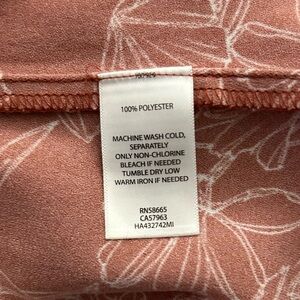 100% POLYESTER
MACHINE WASH COLD,
SEPARATELY
ONLY NON-CHLORINE
BLEACH IF NEEDED
TUMBLE DRY LOW
WARM IRON IF NEEDED
RN58665
CA57963
HA432742MI